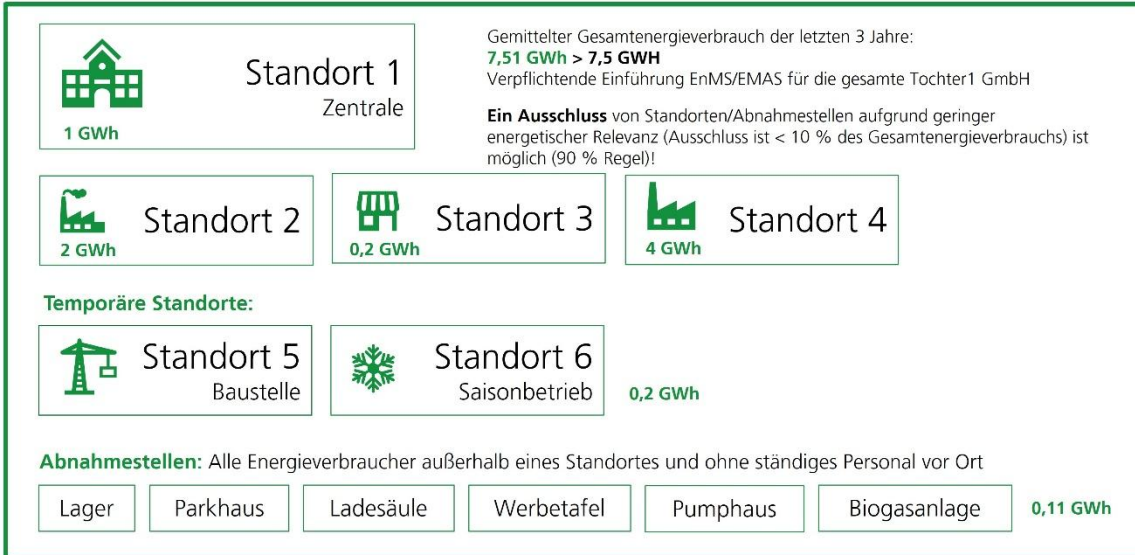 Standort 1
Zentrale
1 GWh
Gemittelter Gesamtenergieverbrauch der letzten 3 Jahre:
7,51 GWh > 7,5 GWH
Verpflichtende Einführung EnMS/EMAS für die gesamte Tochter1 GmbH
Ein Ausschluss von Standorten/Abnahmestellen aufgrund geringer
energetischer Relevanz (Ausschluss ist < 10 % des Gesamtenergieverbrauchs) ist
möglich (90 % Regel)!
Standort 2
2 GWh
Standort 3
0,2 GWh
Standort 4
4 GWh
Temporäre Standorte:
Standort 5
Baustelle
Standort 6
Saisonbetrieb
0,2 GWh
Abnahmestellen: Alle Energieverbraucher außerhalb eines Standortes und ohne ständiges Personal vor Ort
Lager
Parkhaus
Ladesäule
Werbetafel
Pumphaus
Biogasanlage
0,11 GWh